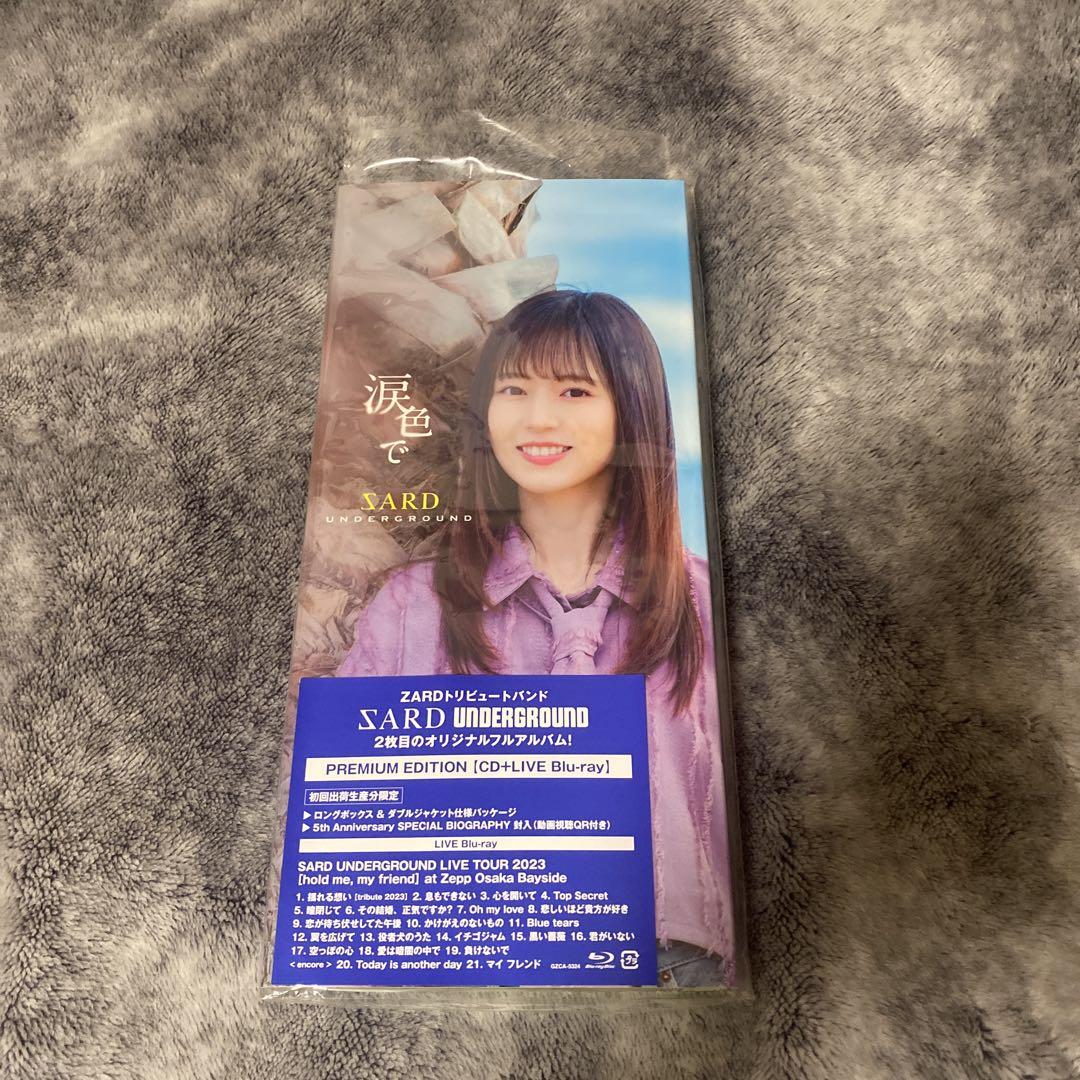 涙色で
SARD
UNDERGROUND
ZARDトリビュートバンド
SARD UNDERGROUND
2枚目のオリジナルフルアルバム!
PREMIUM EDITION【CD+LIVE Blu-ray】
初回出荷生産分限定
▶ ロングボックス & ダブルジャケット仕様パッケージ
▶ 5th Anniversary SPECIAL BIOGRAPHY 封入(動画視聴QR付き)
LIVE Blu-ray
SARD UNDERGROUND LIVE TOUR 2023
[hold me, my friend] at Zepp Osaka Bayside
1. 揺れる想い [tribute 2023] 2. 息もできない 3. 心を開いて 4. Top Secret
5. 瞳閉じて 6. その結婚、正気ですか? 7. Oh my love 8. 悲しいほど貴方が好き
9. 恋が待ち伏せしてた午後 10. かけがえのないもの 11. Blue tears
12. 翼を広げて 13. 役者犬のうた 14. イチゴジャム 15. 黒い薔薇 16. 君がいない
17. 空っぽの心 18. 愛は暗闇の中で 19. 負けないで
< encore > 20. Today is another day 21. マイ フレンド
GZCA-5324
Blu-ray Disc